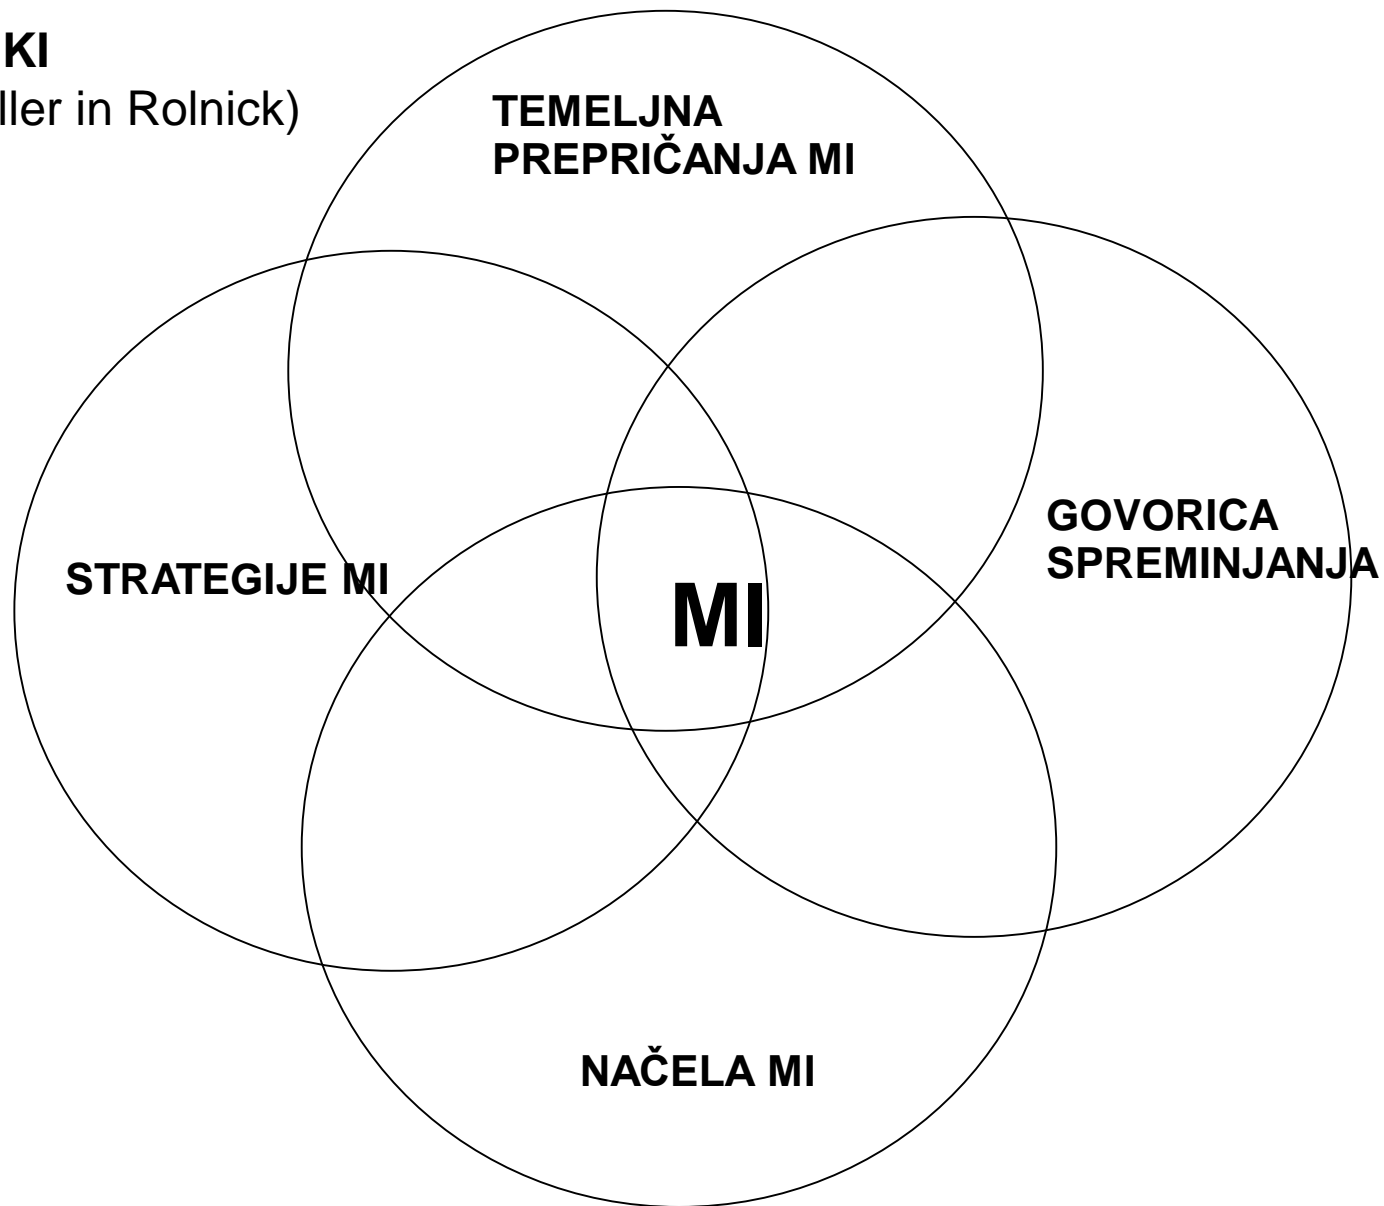 KI
ller in Rolnick)
TEMELJNA
PREPRIČANJA MI
GOVORICA
SPREMINJANJA
STRATEGIJE MI
MI
NAČELA MI